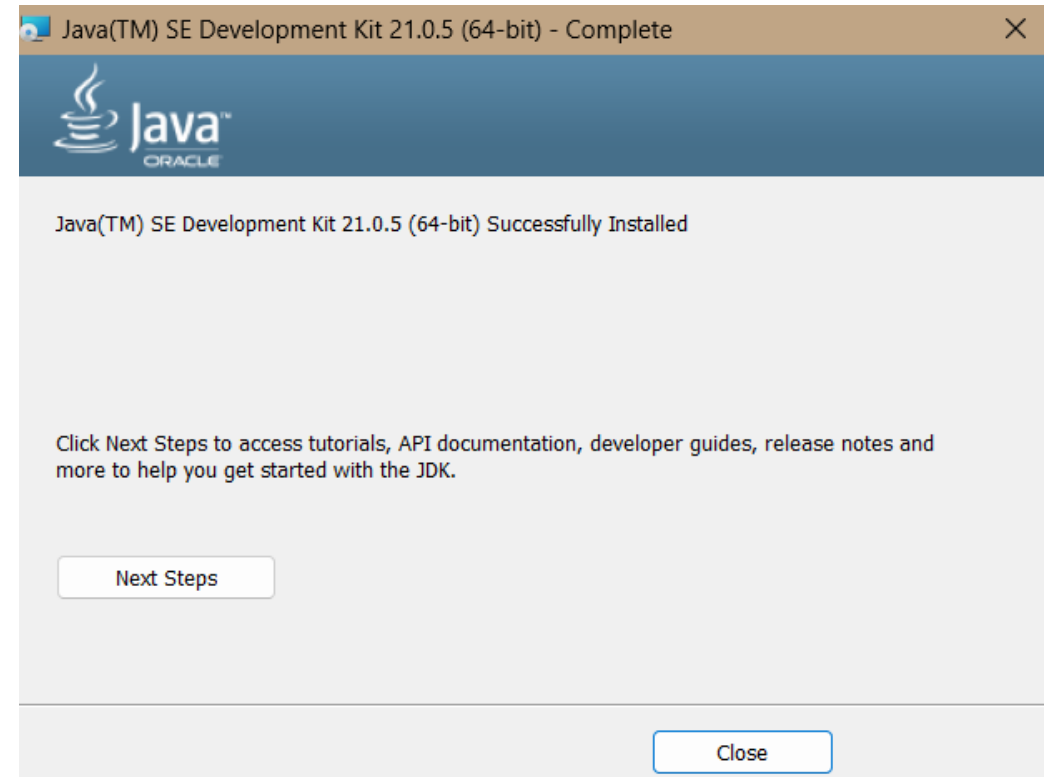 Java(TM) SE Development Kit 21.0.5 (64-bit) - Complete
Java™
ORACLE
Java(TM) SE Development Kit 21.0.5 (64-bit) Successfully Installed
Click Next Steps to access tutorials, API documentation, developer guides, release notes and
more to help you get started with the JDK.
Next Steps
Close